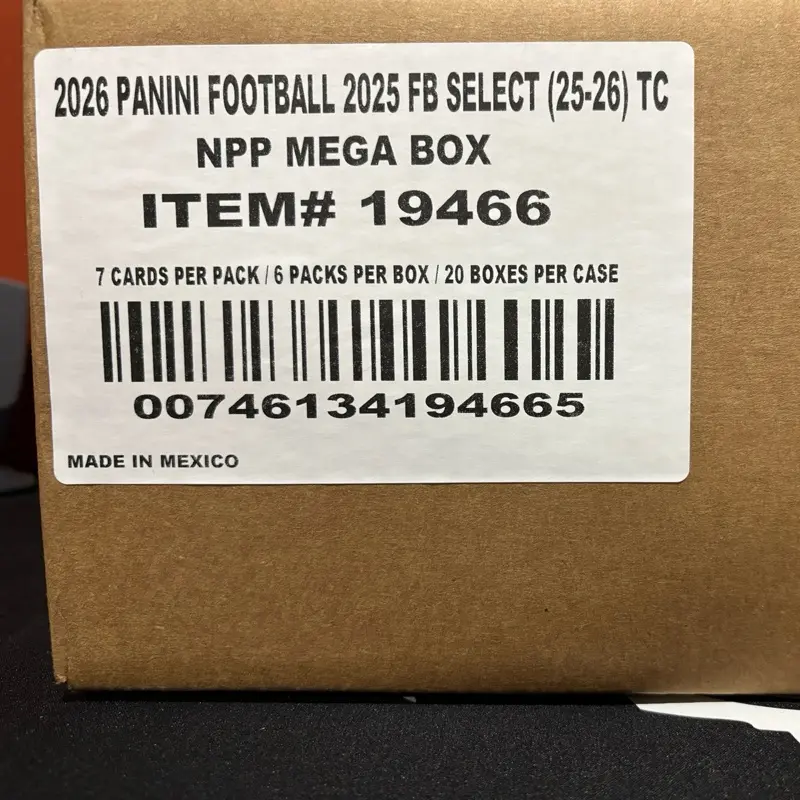 2026 PANINI FOOTBALL 2025 FB SELECT (25-26) TC
NPP MEGA BOX
ITEM# 19466
7 CARDS PER PACK / 6 PACKS PER BOX / 20 BOXES PER CASE
00746134194665
MADE IN MEXICO